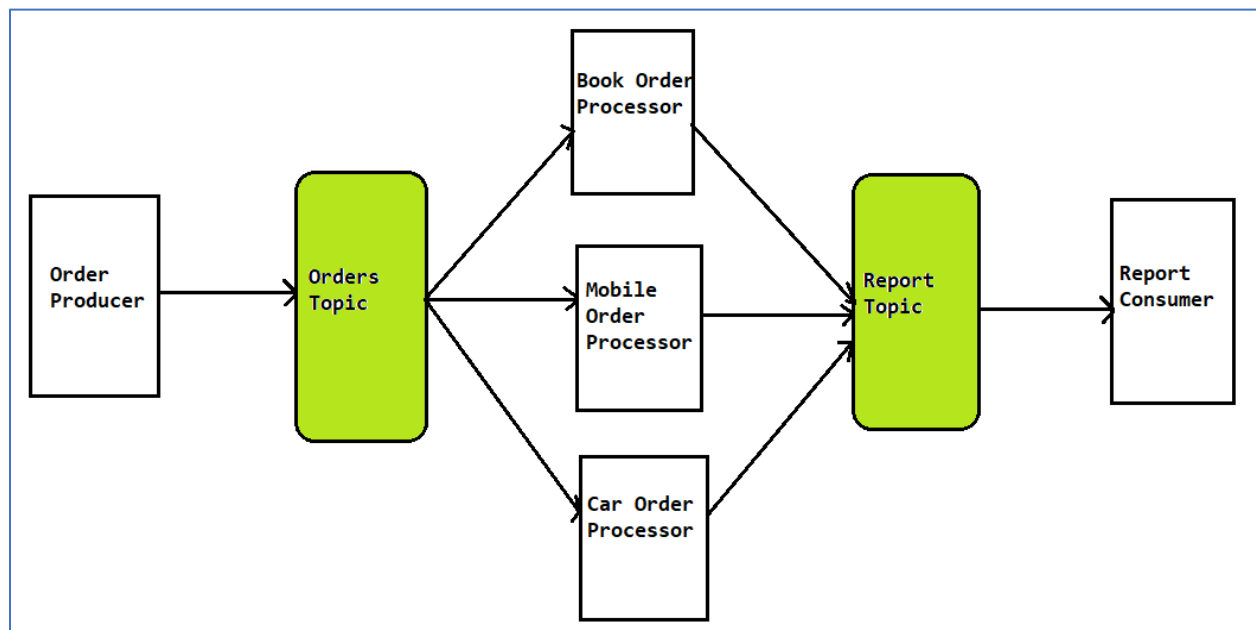 Order
Producer
Orders
Topic
Book Order
Processor
Mobile
Order
Processor
Car Order
Processor
Report
Topic
Report
Consumer